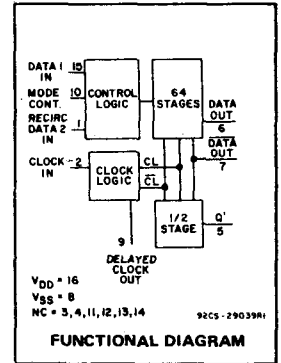 DATA 1 15
IN
MODE 10
CONT.
RECIRC 1
DATA 2
IN
CONTROL
LOGIC
64
STAGES
DATA
OUT
6
DATA
OUT
7
CLOCK 2
IN
CLOCK
LOGIC
CL
CL
1/2
STAGE
Q'
5
9
DELAYED
CLOCK
OUT
VDD = 16
VSS = 8
NC = 3,4,11,12,13,14
92CS-29039R1
FUNCTIONAL DIAGRAM